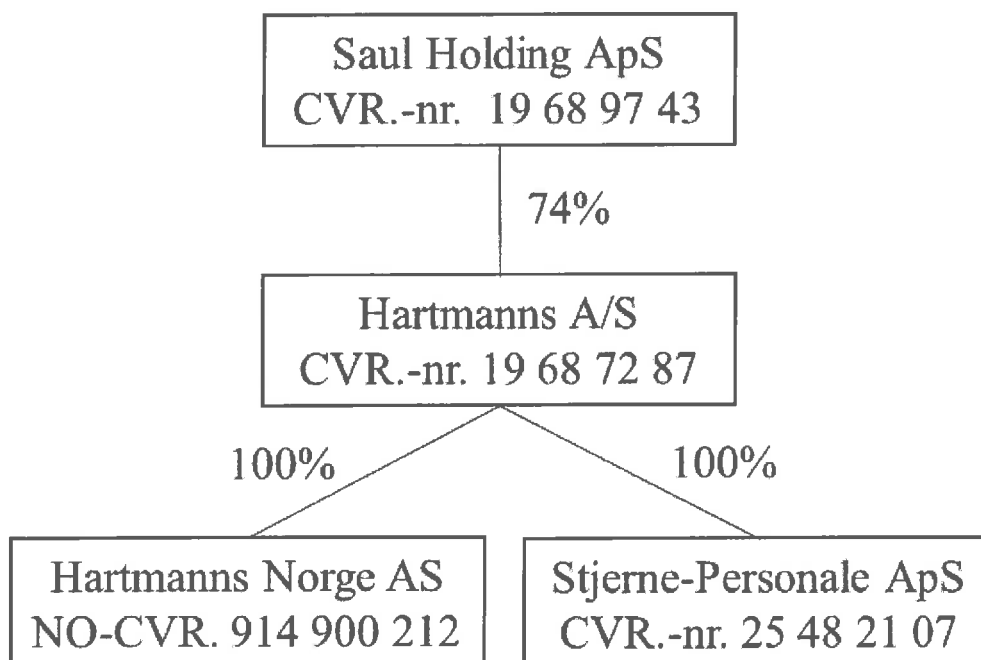 Saul Holding ApS
CVR.-nr. 19 68 97 43
74%
Hartmanns A/S
CVR.-nr. 19 68 72 87
100%
100%
Hartmanns Norge AS
NO-CVR. 914 900 212
Stjerne-Personale ApS
CVR.-nr. 25 48 21 07